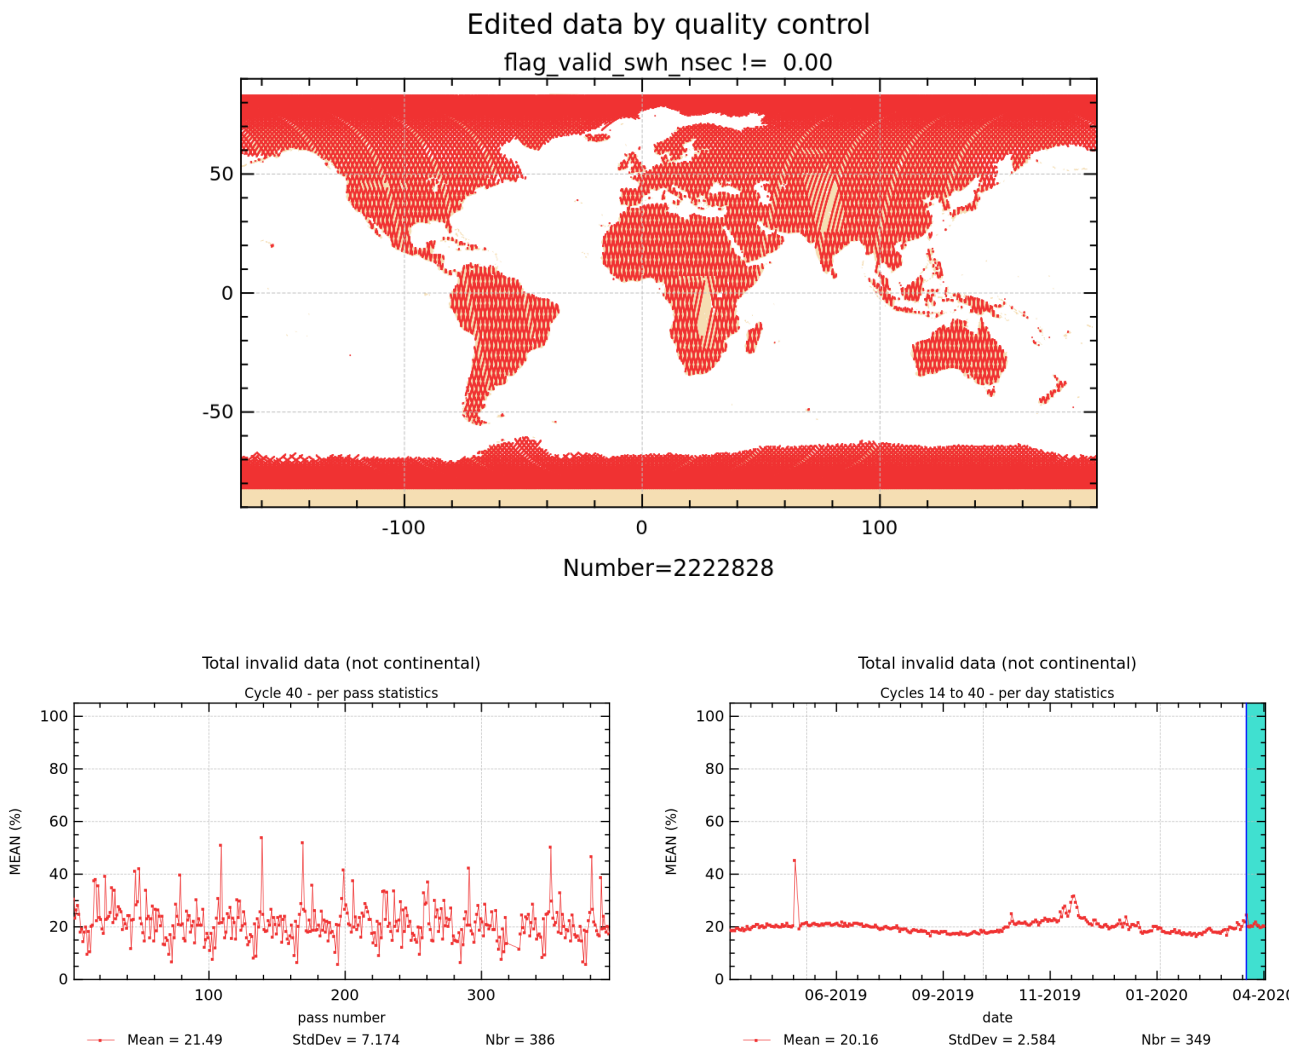 Edited data by quality control
flag_valid_swh_nsec !=  0.00
50
0
-50
-100
0
100
Number=2222828
Total invalid data (not continental)
Cycle 40 - per pass statistics
100
80
60
40
20
0
MEAN (%)
100
200
300
pass number
Mean = 21.49
StdDev = 7.174
Nbr = 386
Total invalid data (not continental)
Cycles 14 to 40 - per day statistics
100
80
60
40
20
0
MEAN (%)
06-2019
09-2019
11-2019
01-2020
04-2020
date
Mean = 20.16
StdDev = 2.584
Nbr = 349